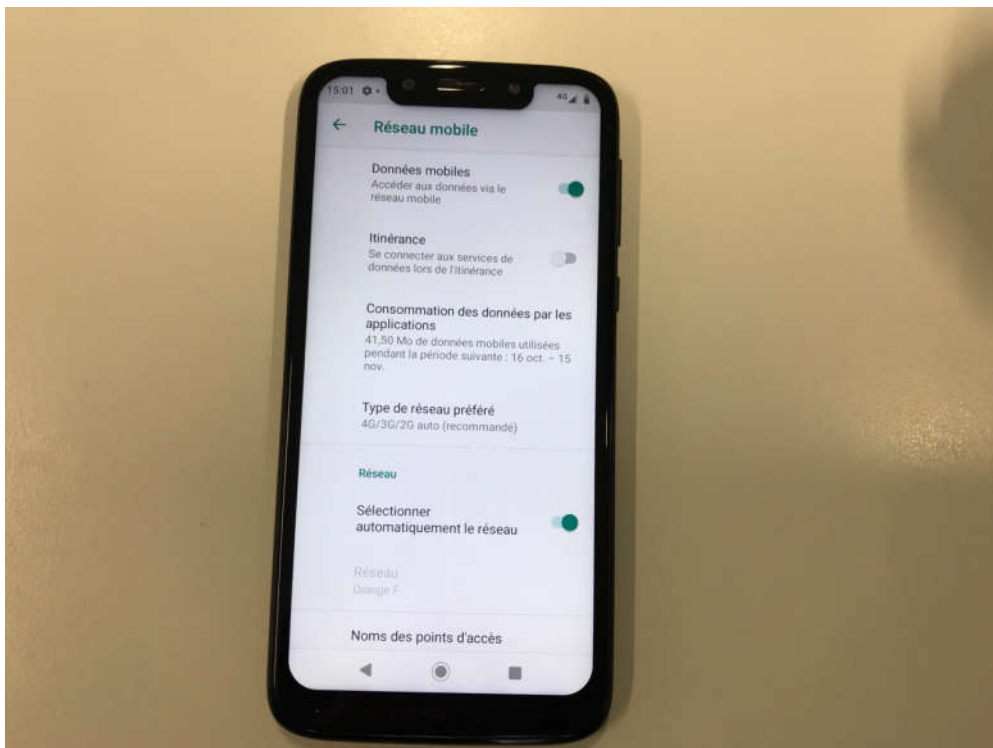 15:01
4G
Réseau mobile
Données mobiles
Accéder aux données via le
réseau mobile
Itinérance
Se connecter aux services de
données lors de l'itinérance
Consommation des données par les
applications
41,50 Mo de données mobiles utilisées
pendant la période suivante : 16 oct. – 15
nov.
Type de réseau préféré
4G/3G/2G auto (recommandé)
Réseau
Sélectionner
automatiquement le réseau
Réseau
Orange F
Noms des points d'accès